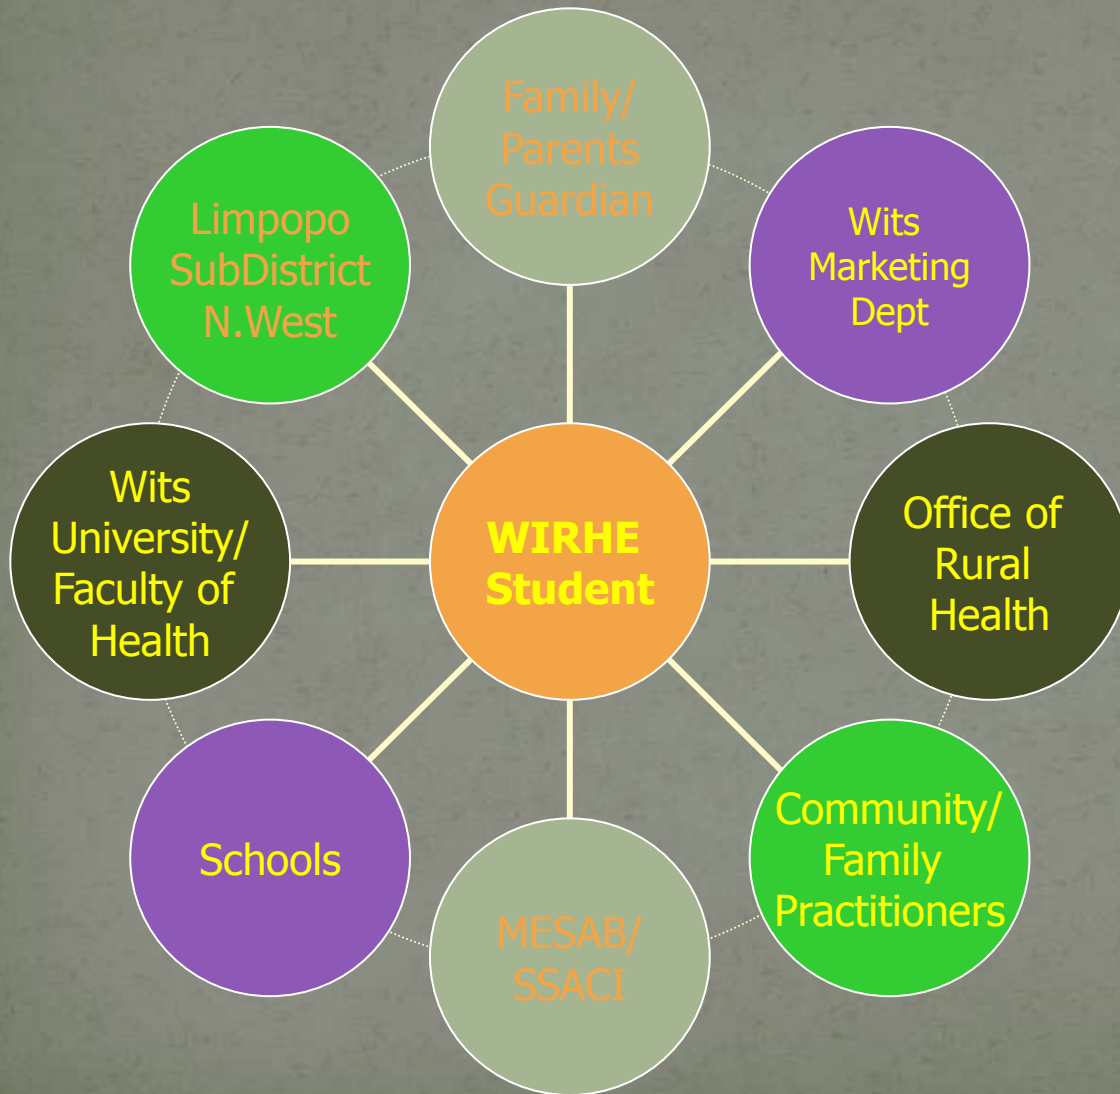 Family/
Parents
Guardian
Limpopo
SubDistrict
N.West
Wits
Marketing
Dept
Wits
University/
Faculty of
Health
WIRHE
Student
Office of
Rural
Health
Schools
Community/
Family
Practitioners
MESAB/
SSACI